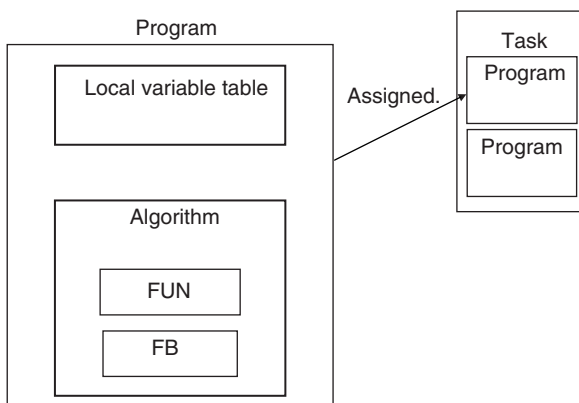 Program
Local variable table
Algorithm
FUN
FB
Assigned.
Task
Program
Program